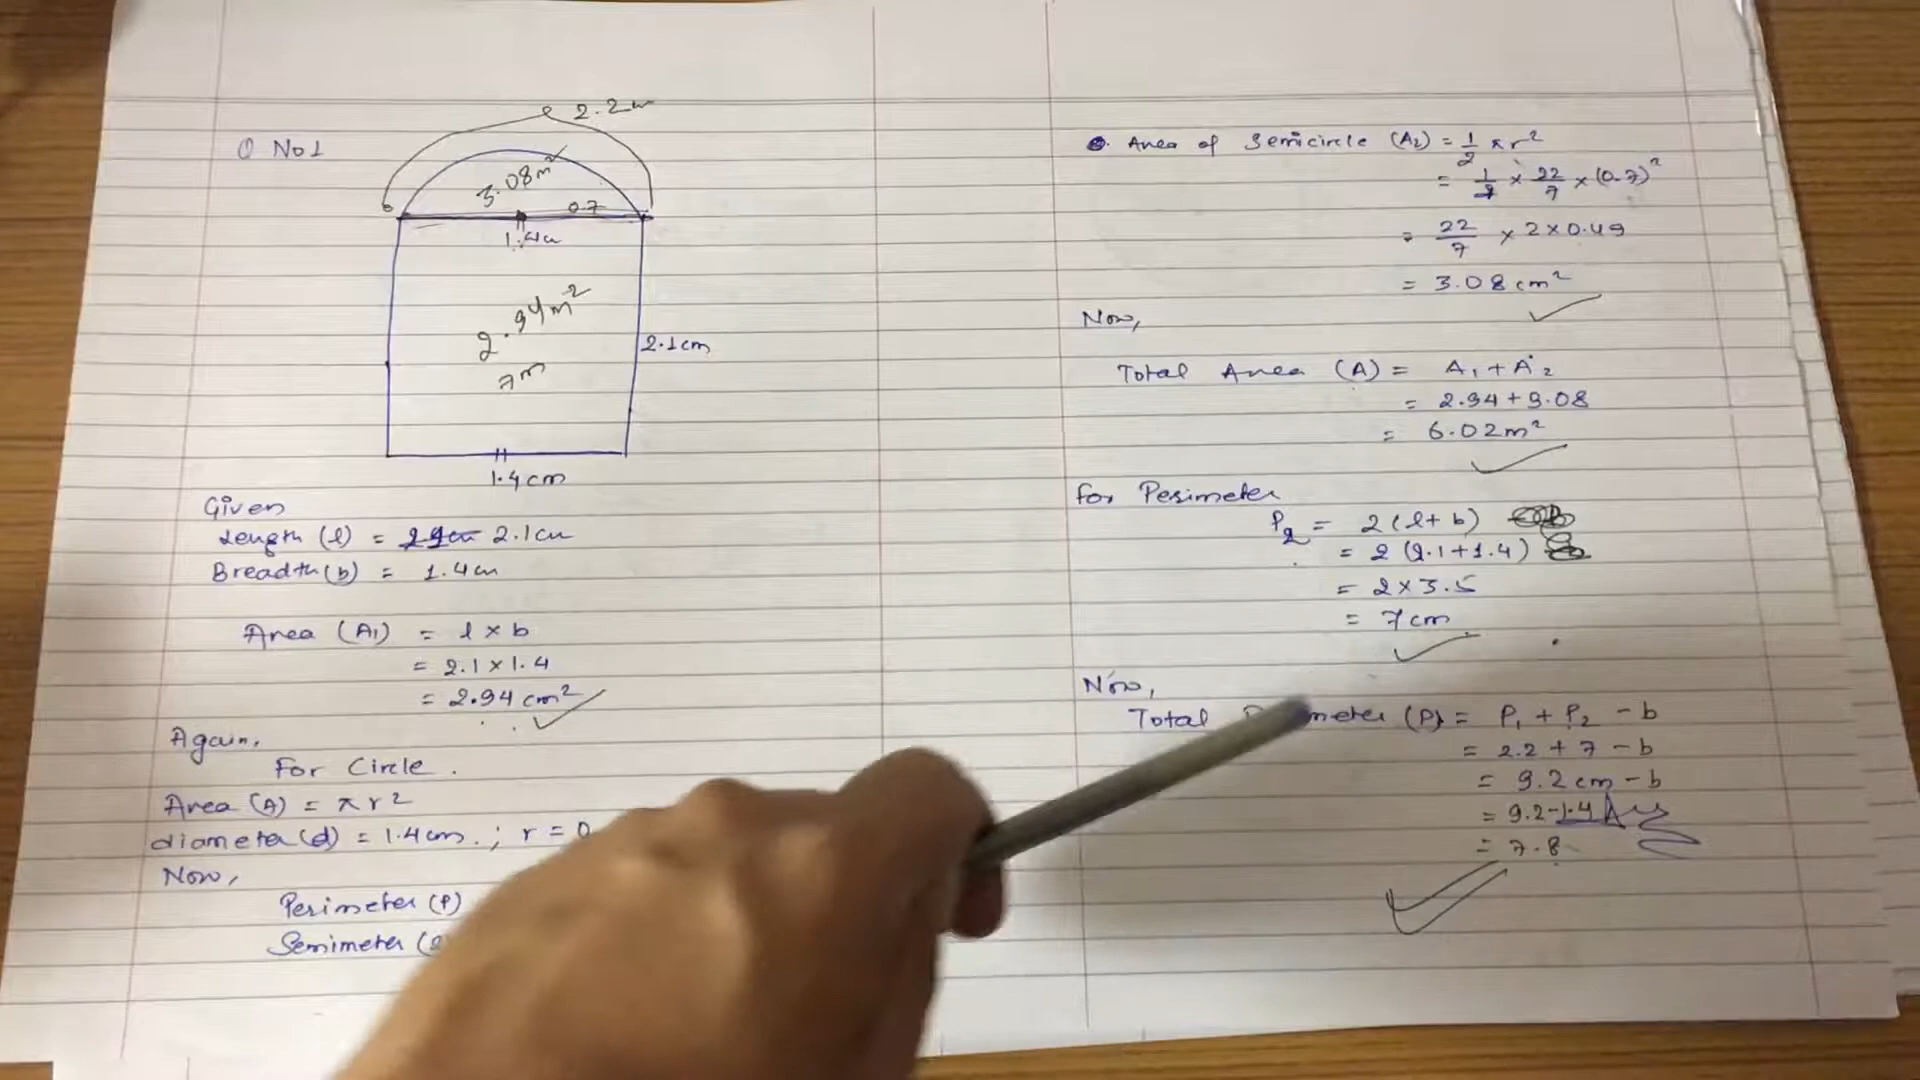 Q No1
2.2m
3.08m²
0.7
1.4cm
2.94m²
7m
2.1cm
1.4cm
Given
Length (l) = 2.1cm
Breadth (b) = 1.4cm
Area (A1) = l × b
= 2.1 × 1.4
= 2.94 cm²
Again,
For Circle.
Area (A) = πr²
diameter (d) = 1.4cm. ; r = 0
Now,
Perimeter (P)
Semimeter
Area of Semicircle (A2) = 1/2 πr²
= 1/2 × 22/7 × (0.7)²
= 22/7 × 2 × 0.49
= 3.08 cm²
Now,
Total Area (A) = A1 + A2
= 2.94 + 3.08
= 6.02m²
For Perimeter
P2 = 2(l + b)
= 2 (2.1 + 1.4)
= 2 × 3.5
= 7cm
Now,
Total (P) = P1 + P2 - b
= 2.2 + 7 - b
= 9.2 cm - b
= 9.2 - 1.4
= 7.8